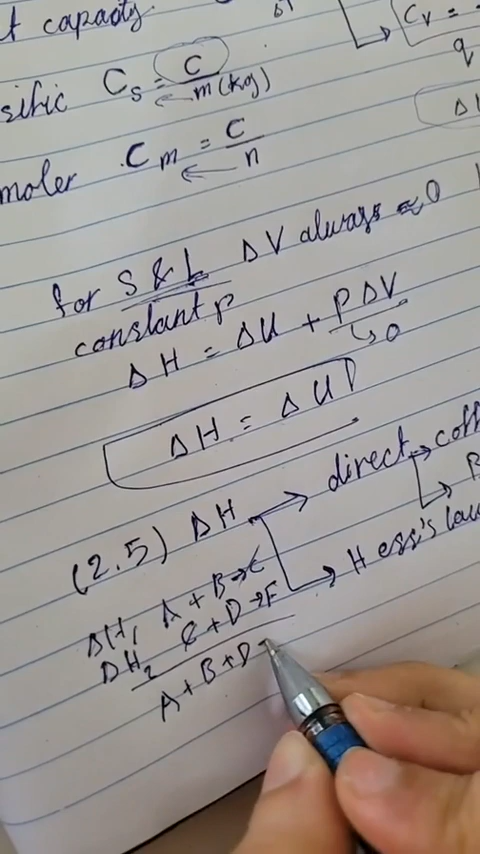 t capacity.
Cv =
q
sific Cs = C / m(kg)
moler Cm = C / n
for S & L ΔV always ≈ 0
constant P
ΔH = ΔU + PΔV
↳ 0
ΔH = ΔU
(2.5) ΔH → direct →
→ Hess's law
ΔH1 A + B → C
ΔH2 C + D → F
A + B + D